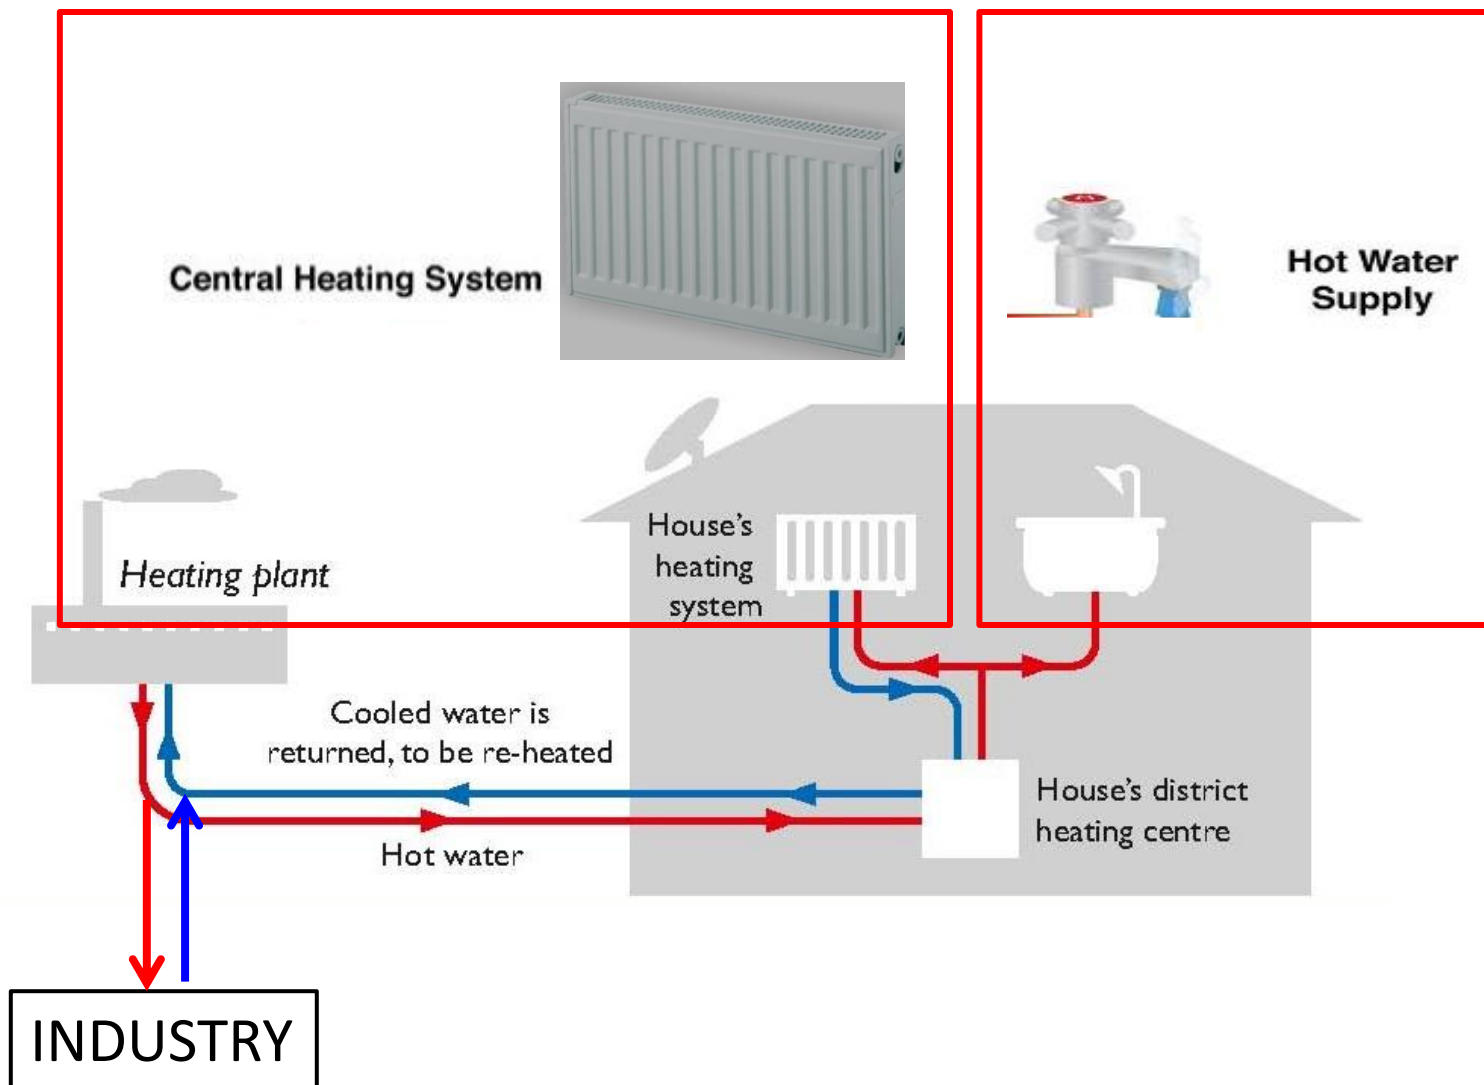 Central Heating System
Hot Water
Supply
House's
heating
system
Heating plant
Cooled water is
returned, to be re-heated
House's district
heating centre
Hot water
INDUSTRY